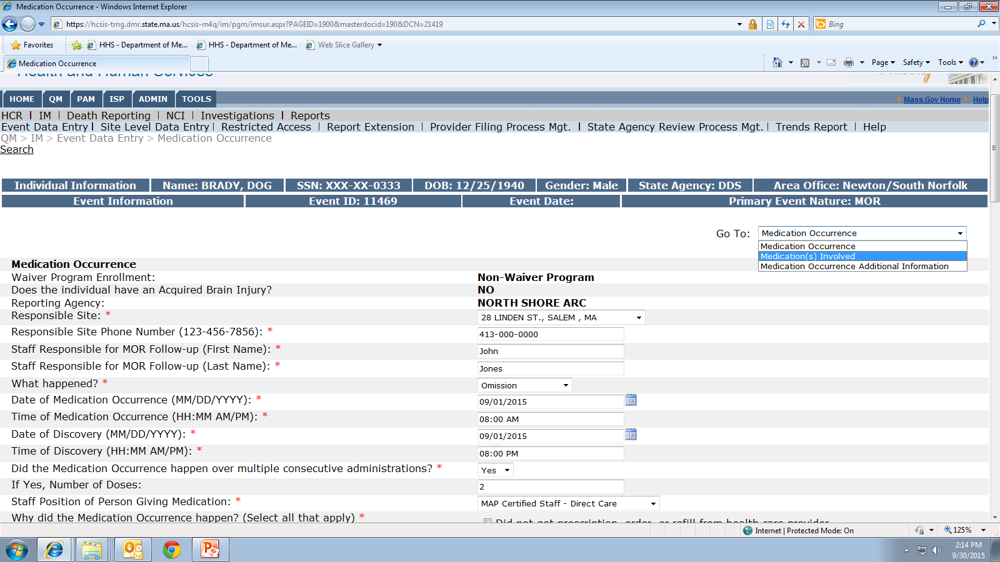 Medication Occurrence - Windows Internet Explorer
https://hcsis-trng.dmr.state.ma.us/hcsis-m4q/im/pgm/imsur.aspx?PAGEID=1900&masterdocid=190&DCN=21419
Bing
Favorites HHS - Department of Me... HHS - Department of Me... Web Slice Gallery
Medication Occurrence
Page Safety Tools
Health and Human Services
HOME QM PAM ISP ADMIN TOOLS
Mass.Gov Home Help
HCR | IM | Death Reporting | NCI | Investigations | Reports
Event Data Entry | Site Level Data Entry | Restricted Access | Report Extension | Provider Filing Process Mgt. | State Agency Review Process Mgt. | Trends Report | Help
QM > IM > Event Data Entry > Medication Occurrence
Search
Individual Information Name: BRADY, DOG SSN: XXX-XX-0333 DOB: 12/25/1940 Gender: Male State Agency: DDS Area Office: Newton/South Norfolk
Event Information Event ID: 11469 Event Date: Primary Event Nature: MOR
Go To: Medication Occurrence
Medication Occurrence
Medication(s) Involved
Medication Occurrence Additional Information
Medication Occurrence
Waiver Program Enrollment: Non-Waiver Program
Does the individual have an Acquired Brain Injury? NO
Reporting Agency: NORTH SHORE ARC
Responsible Site: * 28 LINDEN ST., SALEM , MA
Responsible Site Phone Number (123-456-7856): * 413-000-0000
Staff Responsible for MOR Follow-up (First Name): * John
Staff Responsible for MOR Follow-up (Last Name): * Jones
What happened? * Omission
Date of Medication Occurrence (MM/DD/YYYY): * 09/01/2015
Time of Medication Occurrence (HH:MM AM/PM): * 08:00 AM
Date of Discovery (MM/DD/YYYY): * 09/01/2015
Time of Discovery (HH:MM AM/PM): * 08:00 PM
Did the Medication Occurrence happen over multiple consecutive administrations? * Yes
If Yes, Number of Doses: 2
Staff Position of Person Giving Medication: * MAP Certified Staff - Direct Care
Why did the Medication Occurrence happen? (Select all that apply) * Did not get prescription, order, or refill from health care provider
Internet | Protected Mode: On 125%
2:14 PM
9/30/2015